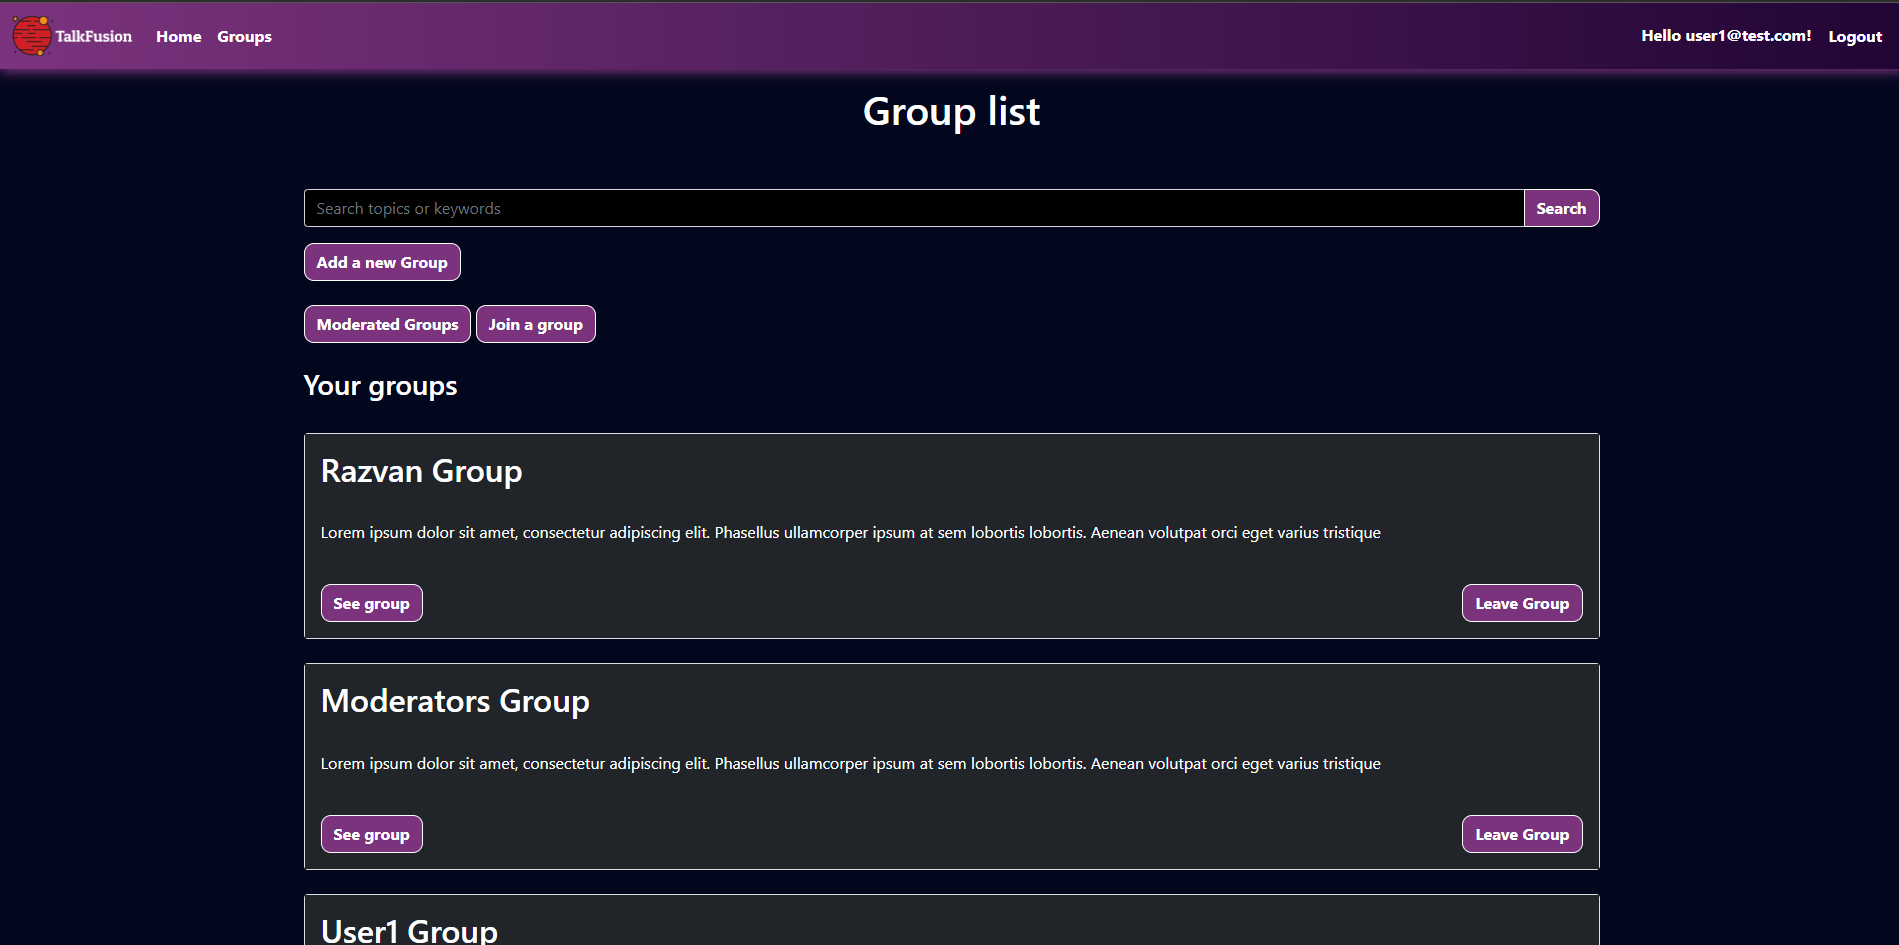 TalkFusion Home Groups Hello user1@test.com! Logout
Group list
Search topics or keywords Search
Add a new Group
Moderated Groups Join a group
Your groups
Razvan Group
Lorem ipsum dolor sit amet, consectetur adipiscing elit. Phasellus ullamcorper ipsum at sem lobortis lobortis. Aenean volutpat orci eget varius tristique
See group Leave Group
Moderators Group
Lorem ipsum dolor sit amet, consectetur adipiscing elit. Phasellus ullamcorper ipsum at sem lobortis lobortis. Aenean volutpat orci eget varius tristique
See group Leave Group
User1 Group